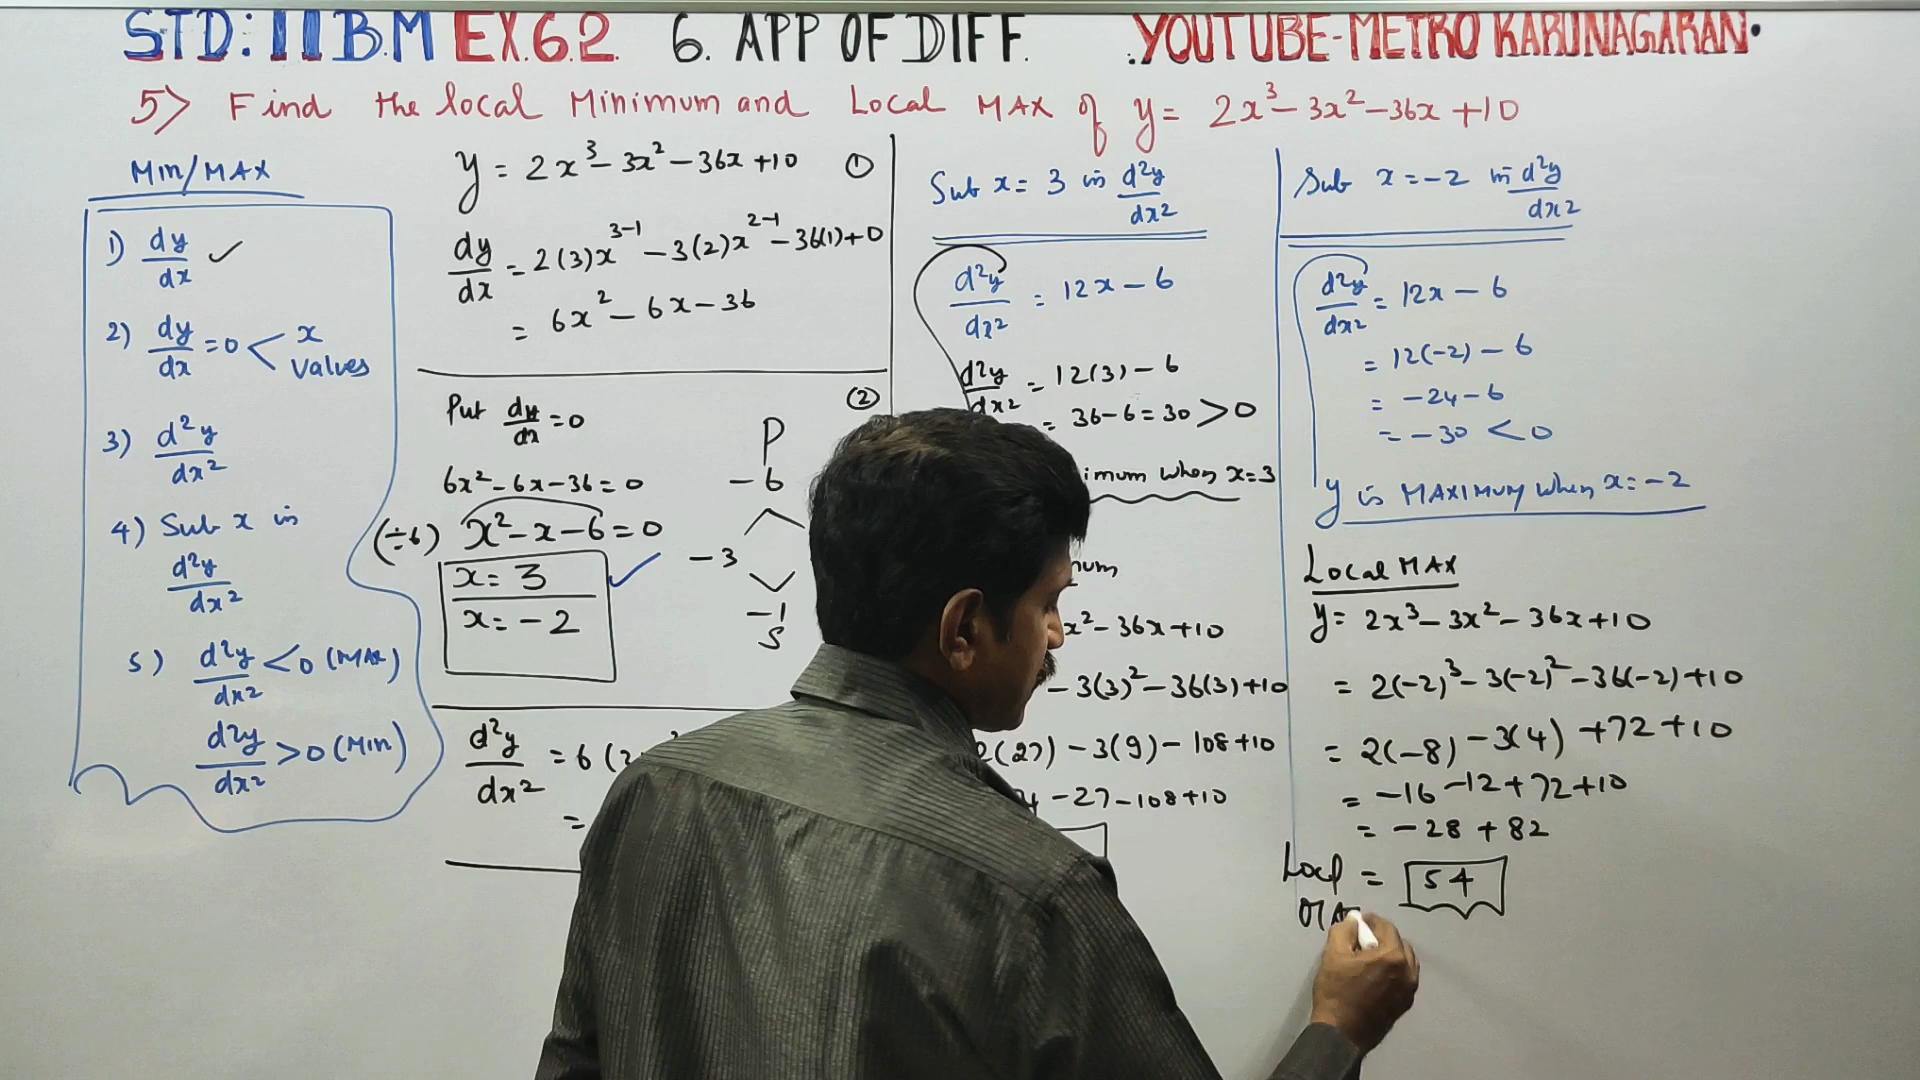 STD: 11 B.M EX.6.2 6. APP OF DIFF. YOUTUBE-METRO KARUNAGARAN.
5) Find the local Minimum and Local MAX of y = 2x³ - 3x² - 36x + 10
Min/MAX
1) dy/dx ✓
2) dy/dx = 0 < x values
3) d²y/dx²
4) Sub x in
d²y/dx²
5) d²y/dx² < 0 (MAX)
d²y/dx² > 0 (Min)
y = 2x³ - 3x² - 36x + 10 ①
dy/dx = 2(3)x³⁻¹ - 3(2)x²⁻¹ - 36(1) + 0
= 6x² - 6x - 36
Put dy/dx = 0 ②
6x² - 6x - 36 = 0
(÷6) x² - x - 6 = 0
x = 3 ✓
x = -2
P
-6
-3
-1
S
d²y/dx² = 6(2
=
Sub x = 3 in d²y/dx²
d²y/dx² = 12x - 6
d²y/dx² = 12(3) - 6
= 36 - 6 = 30 > 0
imum when x = 3
num
x² - 36x + 10
- 3(3)² - 36(3) + 10
2(27) - 3(9) - 108 + 10
4 - 27 - 108 + 10
Sub x = -2 in d²y/dx²
d²y/dx² = 12x - 6
= 12(-2) - 6
= -24 - 6
= -30 < 0
y is MAXIMUM when x = -2
Local MAX
y = 2x³ - 3x² - 36x + 10
= 2(-2)³ - 3(-2)² - 36(-2) + 10
= 2(-8) - 3(4) + 72 + 10
= -16 - 12 + 72 + 10
= -28 + 82
Local = 54
MA